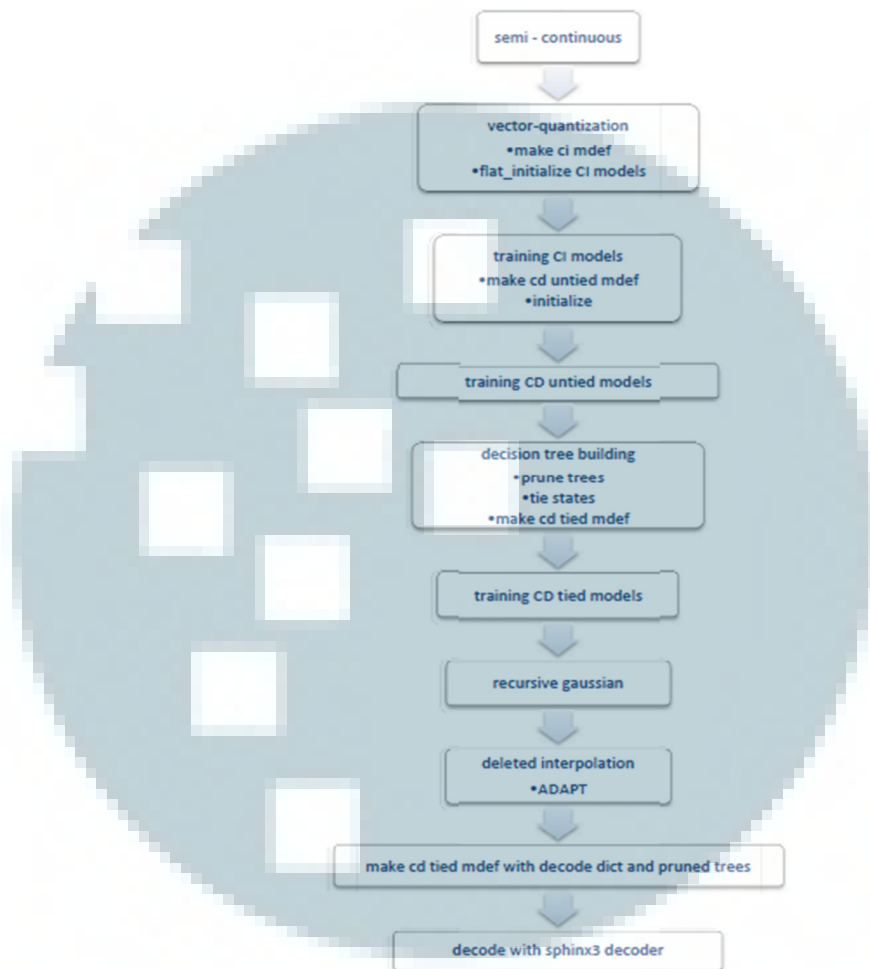 semi - continuous
vector-quantization
•make ci mdef
•flat_initialize CI models
training CI models
•make cd untied mdef
•initialize
training CD untied models
decision tree building
•prune trees
•tie states
•make cd tied mdef
training CD tied models
recursive gaussian
deleted interpolation
•ADAPT
make cd tied mdef with decode dict and pruned trees
decode with sphinx3 decoder